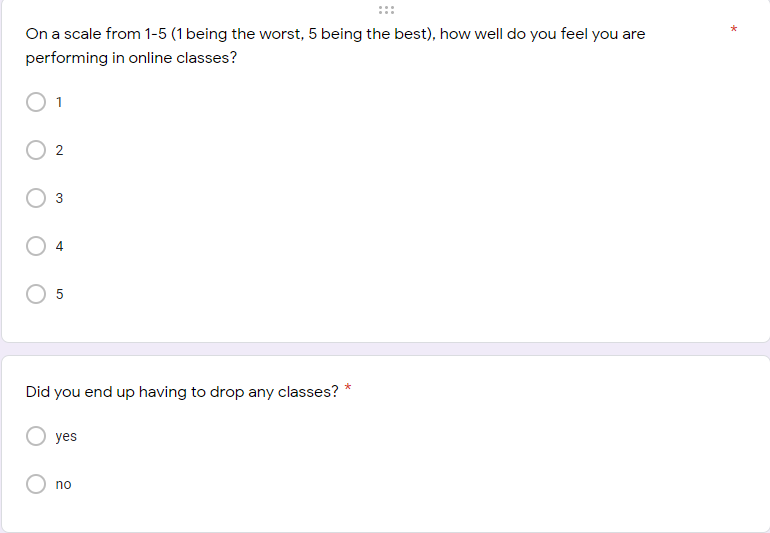 On a scale from 1-5 (1 being the worst, 5 being the best), how well do you feel you are *
performing in online classes?
1
2
3
4
5
Did you end up having to drop any classes? *
yes
no